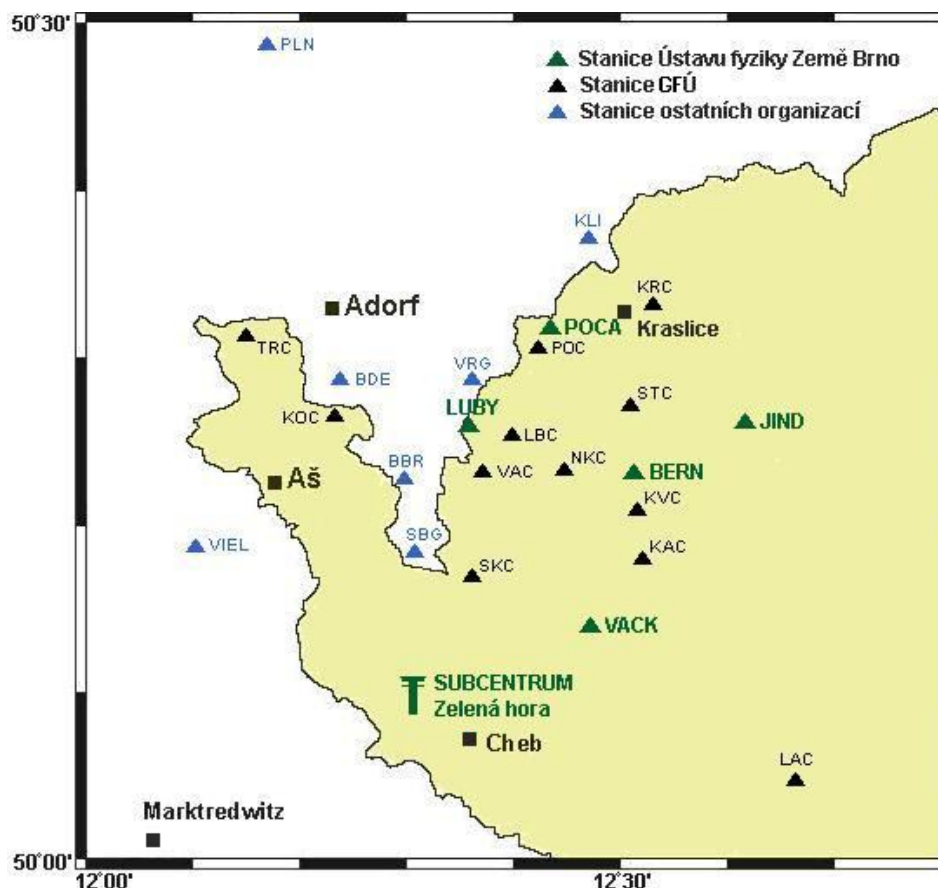 50°30'
PLN
Stanice Ústavu fyziky Země Brno
Stanice GFÚ
Stanice ostatních organizací
KLI
KRC
Adorf
Kraslice
POCA
POC
TRC
BDE
VRG
STC
KOC
LUBY
JIND
LBC
BBR
VAC
NKC
BERN
Aš
KVC
VIEL
SBG
KAC
SKC
VACK
SUBCENTRUM
Zelená hora
Cheb
LAC
Marktredwitz
50°00'
12°00'
12°30'